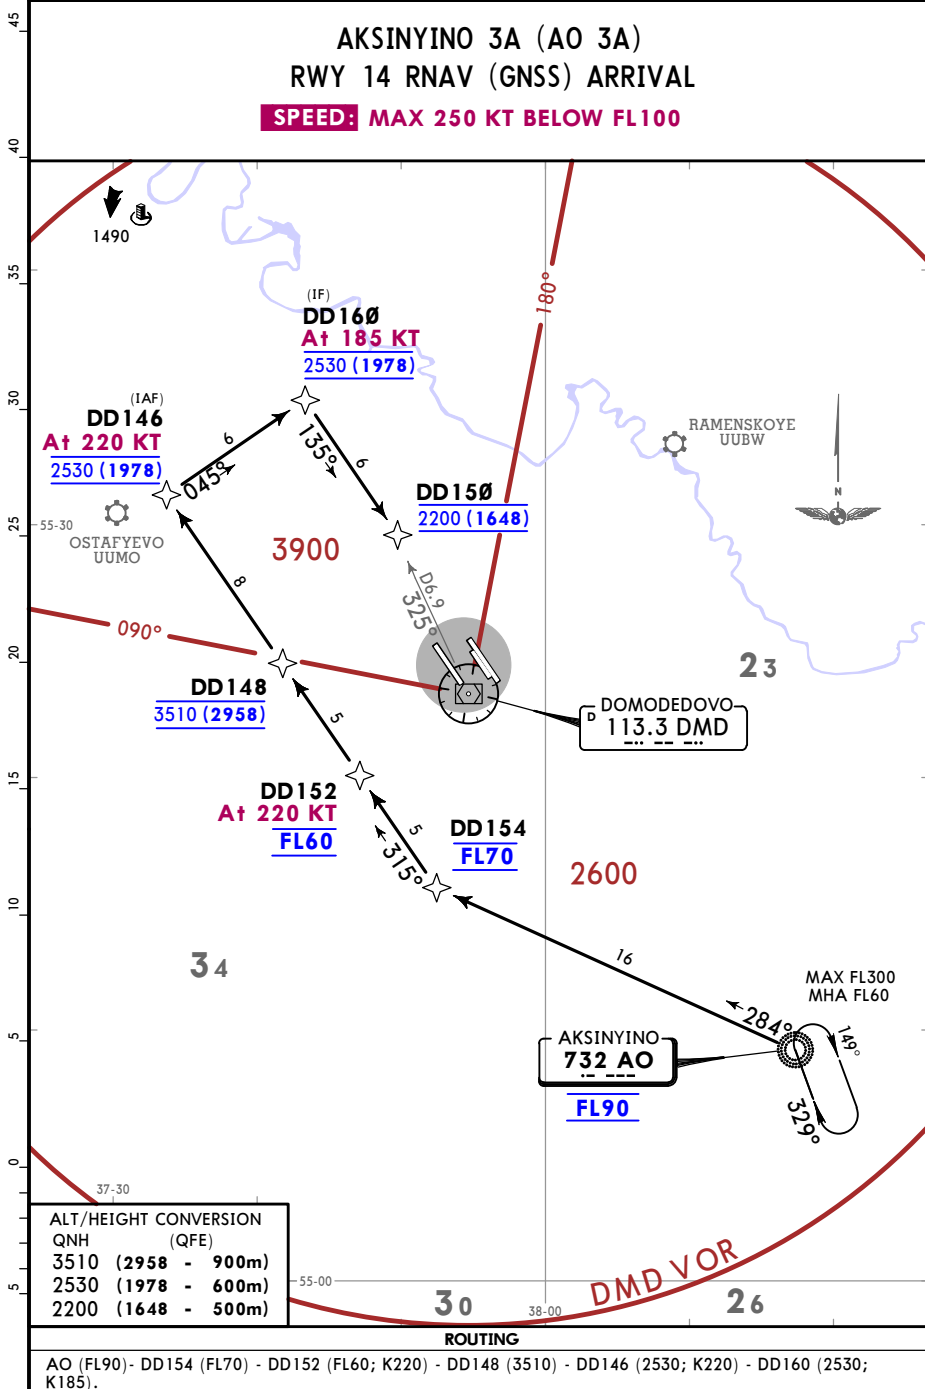 AKSINYINO 3A (AO 3A)
RWY 14 RNAV (GNSS) ARRIVAL
SPEED: MAX 250 KT BELOW FL100
45
40
35
30
25
20
15
10
5
0
5
1490
180°
(IF)
DD16Ø
At 185 KT
2530 (1978)
(IAF)
DD146
At 220 KT
2530 (1978)
6
045°
135°
6
RAMENSKOYE
UUBW
N
DD15Ø
2200 (1648)
55-30
OSTAFYEVO
UUMO
3900
8
D6.9
325°
090°
23
DD148
3510 (2958)
DOMODEDOVO
D
113.3 DMD
5
DD152
At 220 KT
FL60
5
315°
DD154
FL70
2600
34
16
MAX FL300
MHA FL60
284°
149°
AKSINYINO
732 AO
FL90
329°
37-30
ALT/HEIGHT CONVERSION
QNH (QFE)
3510 (2958 - 900m)
2530 (1978 - 600m)
2200 (1648 - 500m)
55-00
DMD VOR
30
38-00
26
ROUTING
AO (FL90)- DD154 (FL70) - DD152 (FL60; K220) - DD148 (3510) - DD146 (2530; K220) - DD160 (2530;
K185).